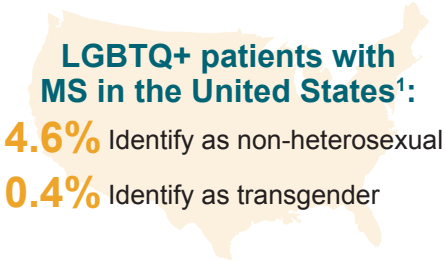 LGBTQ+ patients with
MS in the United States¹:
4.6% Identify as non-heterosexual
0.4% Identify as transgender